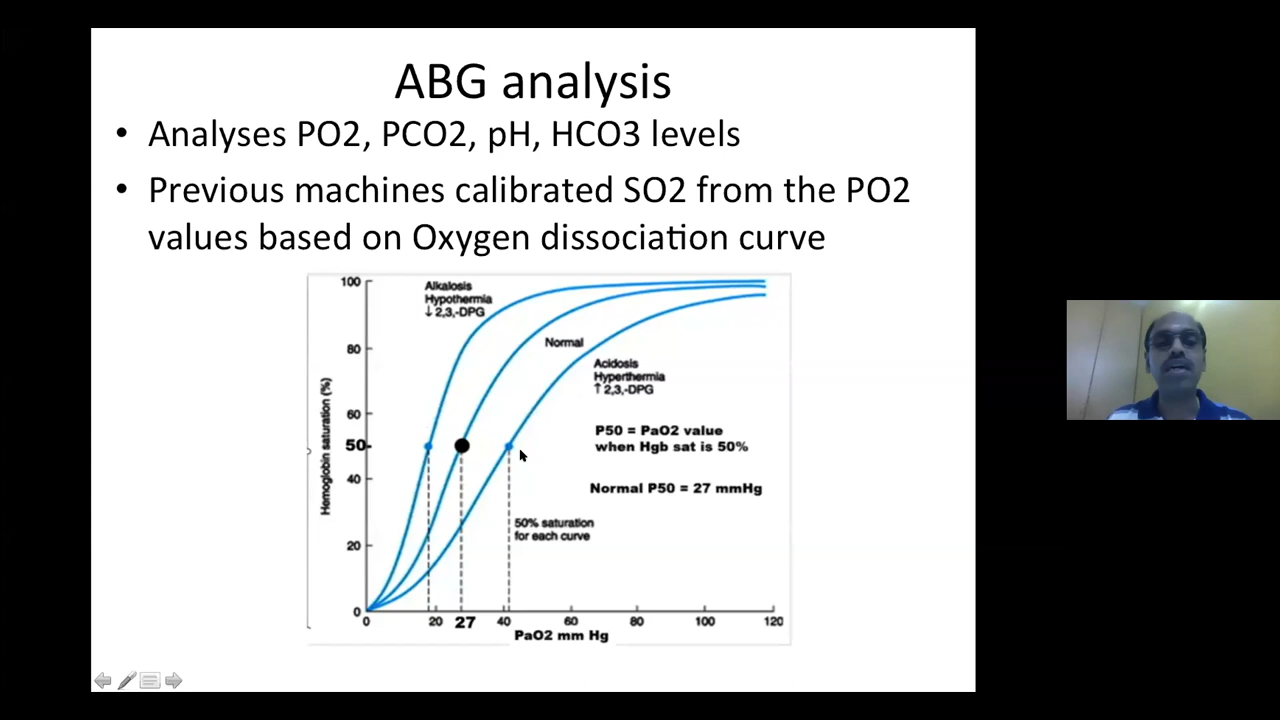 ABG analysis
• Analyses PO2, PCO2, pH, HCO3 levels
• Previous machines calibrated SO2 from the PO2
values based on Oxygen dissociation curve
100
80
60
50
40
20
0
Hemoglobin saturation (%)
Alkalosis
Hypothermia
↓2,3,-DPG
Normal
Acidosis
Hyperthermia
↑2,3,-DPG
P50 = PaO2 value
when Hgb sat is 50%
Normal P50 = 27 mmHg
50% saturation
for each curve
0 20 27 40 60 80 100 120
PaO2 mm Hg